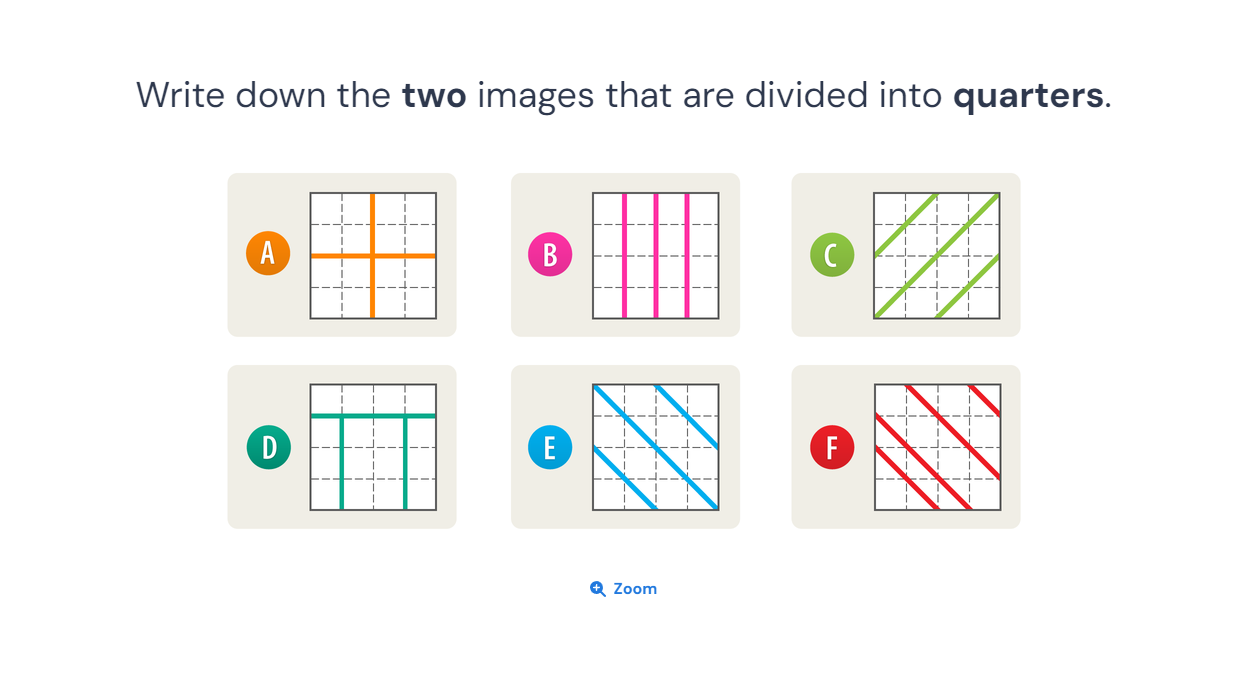 Write down the two images that are divided into quarters.
A
B
C
D
E
F
Zoom